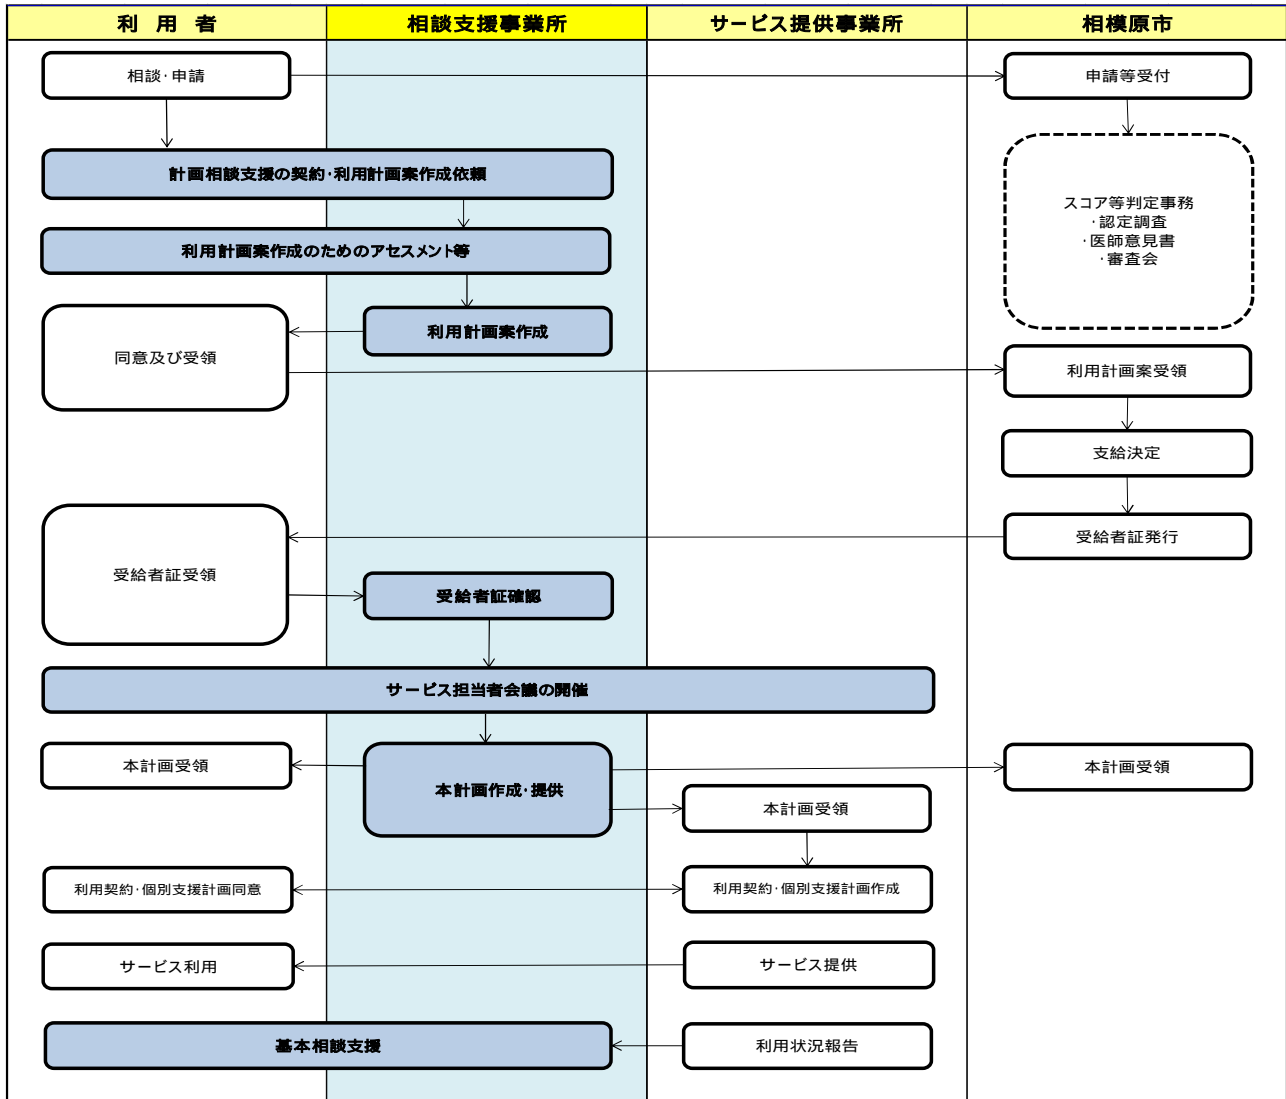 利 用 者
相談支援事業所
サービス提供事業所
相模原市
相談・申請
申請等受付
計画相談支援の契約・利用計画案作成依頼
スコア等判定事務
・認定調査
・医師意見書
・審査会
利用計画案作成のためのアセスメント等
利用計画案作成
同意及び受領
利用計画案受領
支給決定
受給者証発行
受給者証受領
受給者証確認
サービス担当者会議の開催
本計画受領
本計画作成・提供
本計画受領
本計画受領
利用契約・個別支援計画同意
利用契約・個別支援計画作成
サービス利用
サービス提供
基本相談支援
利用状況報告